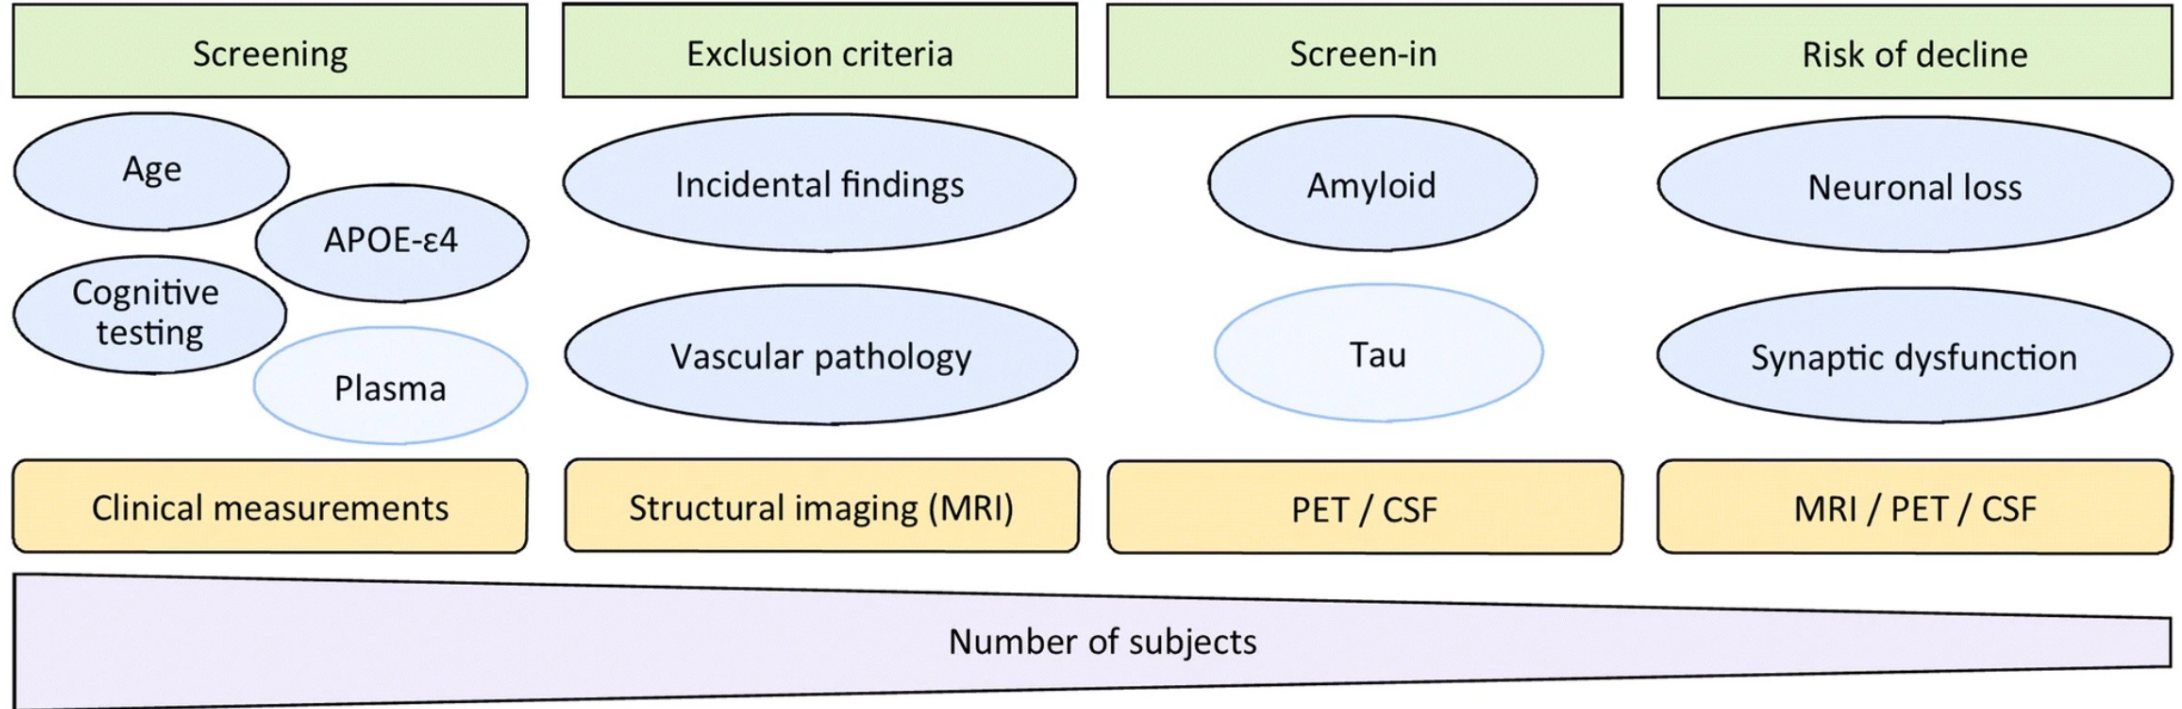 Screening
Exclusion criteria
Screen-in
Risk of decline
Age
APOE-ε4
Cognitive
testing
Plasma
Incidental findings
Vascular pathology
Amyloid
Tau
Neuronal loss
Synaptic dysfunction
Clinical measurements
Structural imaging (MRI)
PET / CSF
MRI / PET / CSF
Number of subjects